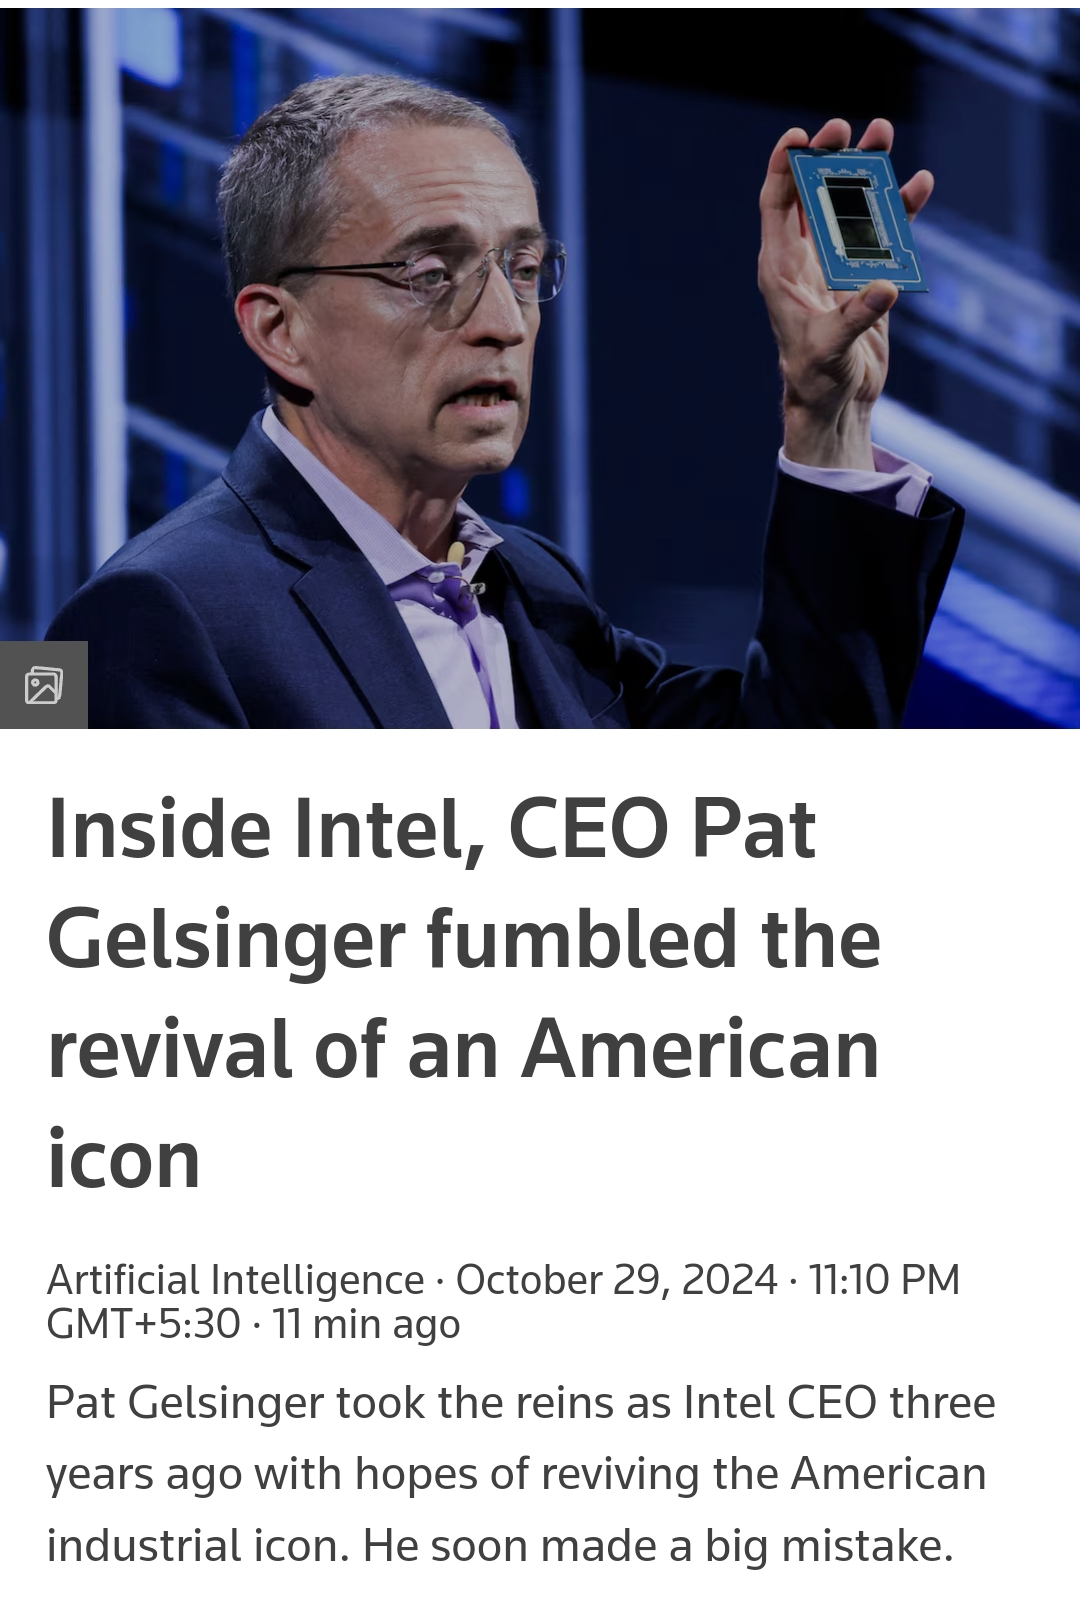 Inside Intel, CEO Pat
Gelsinger fumbled the
revival of an American
icon
Artificial Intelligence · October 29, 2024 · 11:10 PM
GMT+5:30 · 11 min ago
Pat Gelsinger took the reins as Intel CEO three
years ago with hopes of reviving the American
industrial icon. He soon made a big mistake.